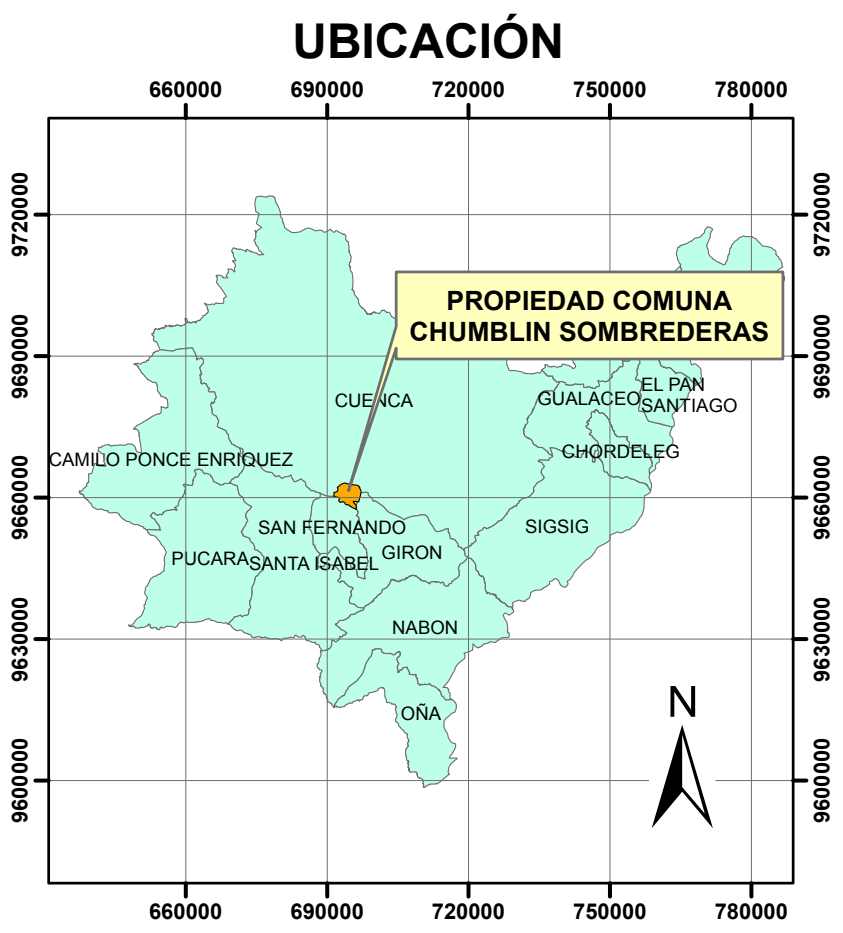 UBICACIÓN
660000 690000 720000 750000 780000
9720000 9720000
PROPIEDAD COMUNA
CHUMBLIN SOMBREDERAS
9690000 9690000
EL PAN
GUALACEO
SANTIAGO
CUENCA
CHORDELEG
CAMILO PONCE ENRIQUEZ
9660000 9660000
SAN FERNANDO
SIGSIG
GIRON
PUCARA
SANTA ISABEL
NABON
9630000 9630000
N
OÑA
9600000 9600000
660000 690000 720000 750000 780000